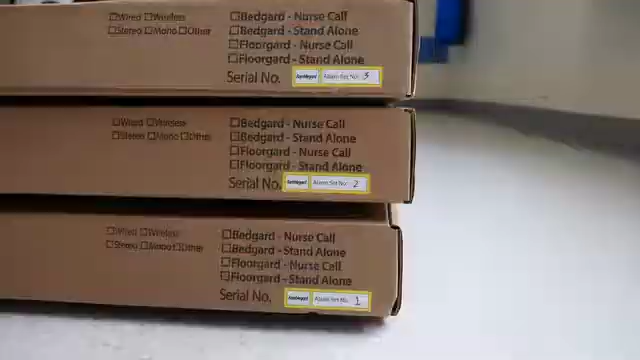 ☐Wired ☐Wireless
☐Stereo ☐Mono ☐Other
☐Bedgard - Nurse Call
☐Bedgard - Stand Alone
☐Floorgard - Nurse Call
☐Floorgard - Stand Alone
Serial No. Alarm Set No: 3
☐Wired ☐Wireless
☐Stereo ☐Mono ☐Other
☐Bedgard - Nurse Call
☐Bedgard - Stand Alone
☐Floorgard - Nurse Call
☐Floorgard - Stand Alone
Serial No. Alarm Set No: 2
☐Wired ☐Wireless
☐Stereo ☐Mono ☐Other
☐Bedgard - Nurse Call
☐Bedgard - Stand Alone
☐Floorgard - Nurse Call
☐Floorgard - Stand Alone
Serial No. Alarm Set No: 1